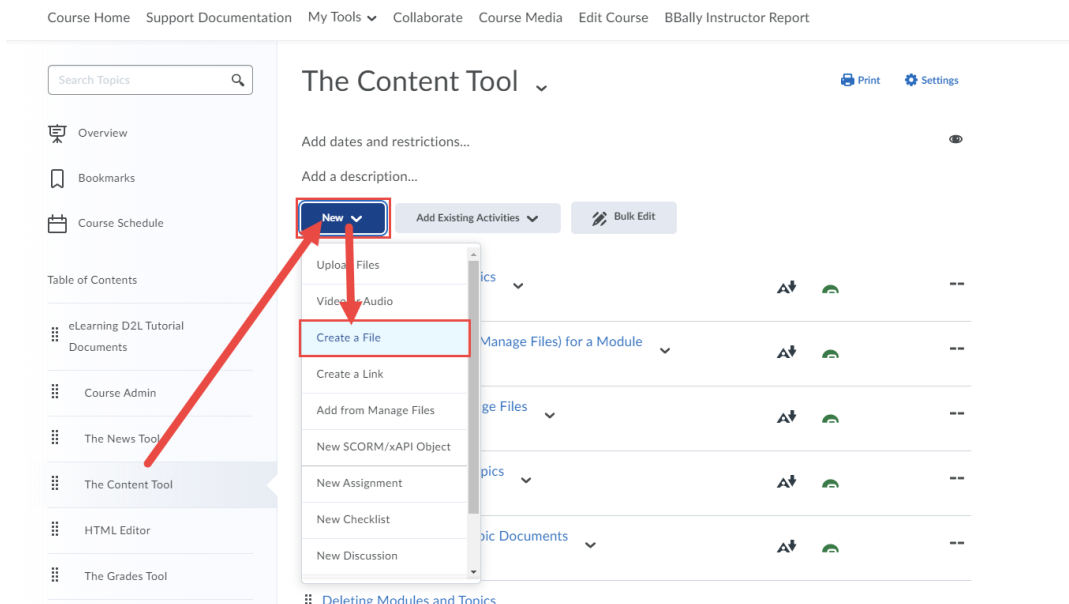 Course Home Support Documentation My Tools Collaborate Course Media Edit Course BBally Instructor Report
Search Topics
Overview
Bookmarks
Course Schedule
Table of Contents
eLearning D2L Tutorial
Documents
Course Admin
The News Tool
The Content Tool
HTML Editor
The Grades Tool
The Content Tool
Print Settings
Add dates and restrictions...
Add a description...
New Add Existing Activities Bulk Edit
Upload Files
Video or Audio
Create a File
Create a Link
Add from Manage Files
New SCORM/xAPI Object
New Assignment
New Checklist
New Discussion
ics
--
Manage Files) for a Module
--
ge Files
--
pics
--
pic Documents
--
Deleting Modules and Topics